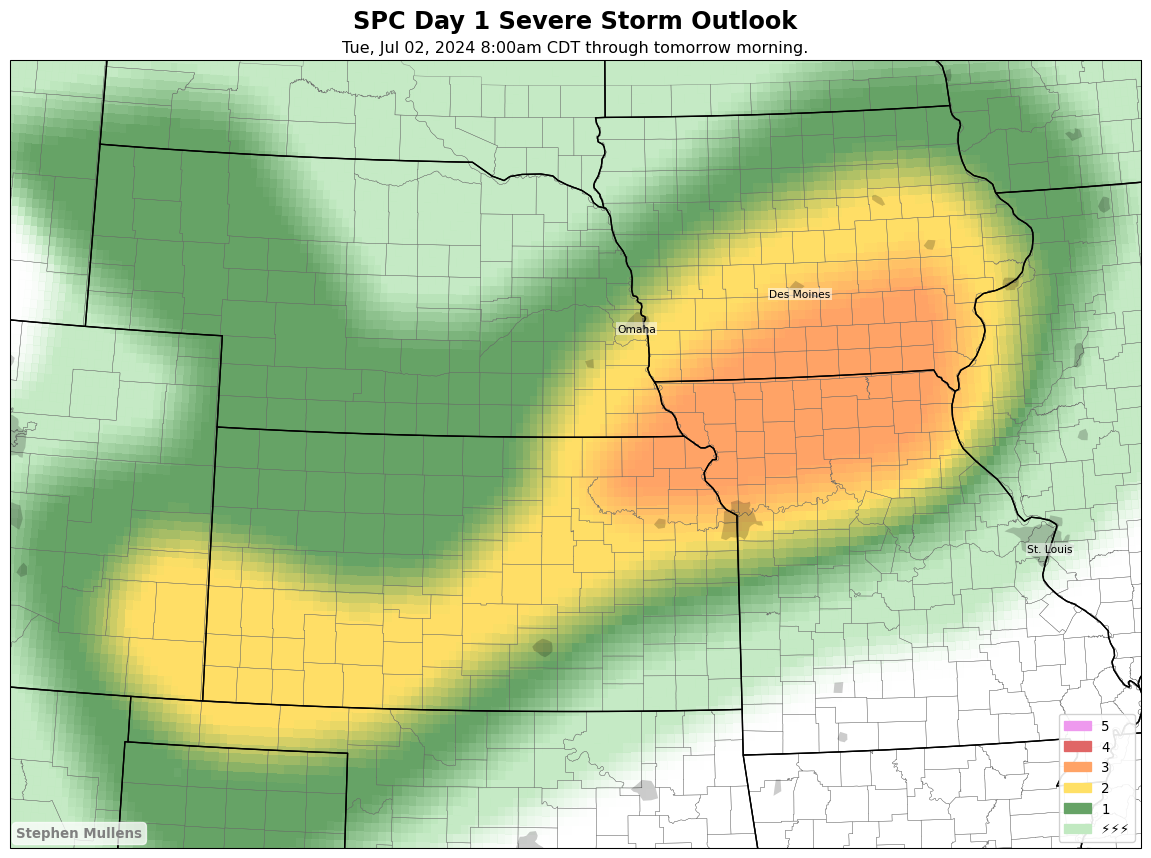 SPC Day 1 Severe Storm Outlook
Tue, Jul 02, 2024 8:00am CDT through tomorrow morning.
Des Moines
Omaha
St. Louis
5
4
3
2
1
⚡⚡⚡
Stephen Mullens